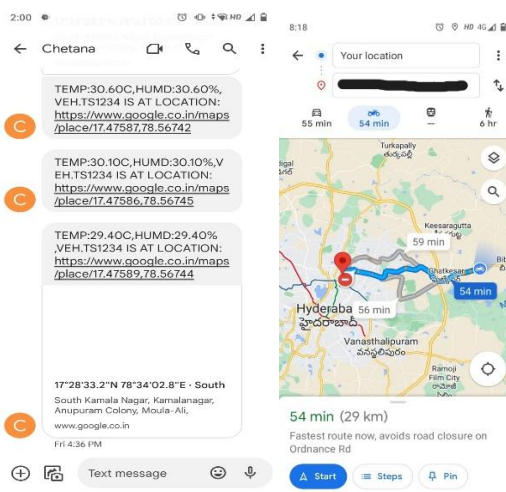 2:00
HD
Chetana
TEMP:30.60C,HUMD:30.60%,
VEH.TS1234 IS AT LOCATION:
https://www.google.co.in/maps
/place/17.47587,78.56742
C
TEMP:30.10C,HUMD:30.10%,V
EH.TS1234 IS AT LOCATION:
https://www.google.co.in/maps
/place/17.47586,78.56745
C
TEMP:29.40C,HUMD:29.40%
,VEH.TS1234 IS AT LOCATION:
https://www.google.co.in/maps
/place/17.47589,78.56744
17°28'33.2"N 78°34'02.8"E · South
South Kamala Nagar, Kamalanagar,
Anupuram Colony, Moula-Ali,
www.google.co.in
C
Fri 4:36 PM
Text message
8:18
HD 4G
Your location
55 min
54 min
—
6 hr
Turkapally
తుర్కపల్లి
Keesaragutta
59 min
Ghatkesar
54 min
Hyderaba
హైదరాబాద్
56 min
Vanasthalipuram
వనస్థలిపురం
Ramoji
Film City
రామోజీ
54 min (29 km)
Fastest route now, avoids road closure on
Ordnance Rd
Start
Steps
Pin